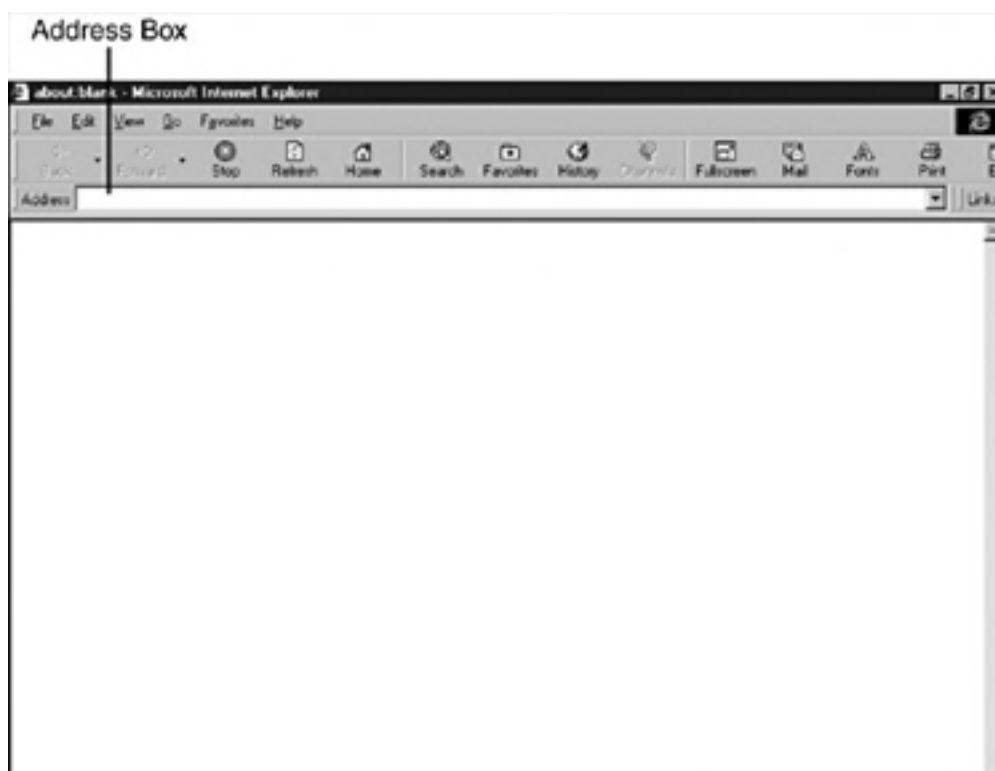 Address Box
about:blank - Microsoft Internet Explorer
File Edit View Go Favorites Help
Back Forward Stop Refresh Home Search Favorites History Channels Fullscreen Mail Fonts Print
Address Links